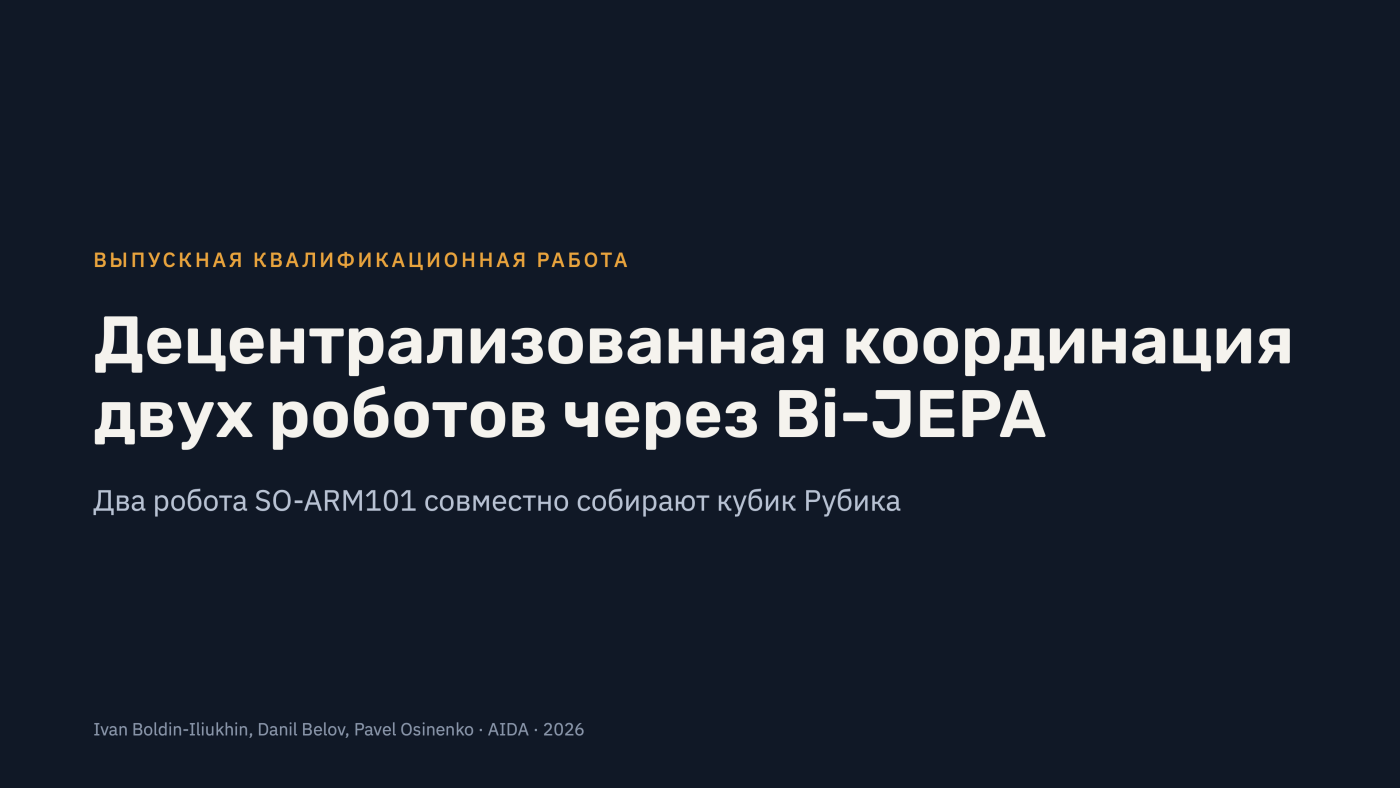 ВЫПУСКНАЯ КВАЛИФИКАЦИОННАЯ РАБОТА
Децентрализованная координация
двух роботов через Bi-JEPA
Два робота SO-ARM101 совместно собирают кубик Рубика
Ivan Boldin-Iliukhin, Danil Belov, Pavel Osinenko · AIDA · 2026